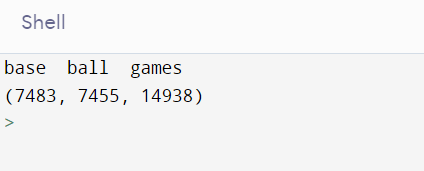 Shell
base  ball  games
(7483, 7455, 14938)
>